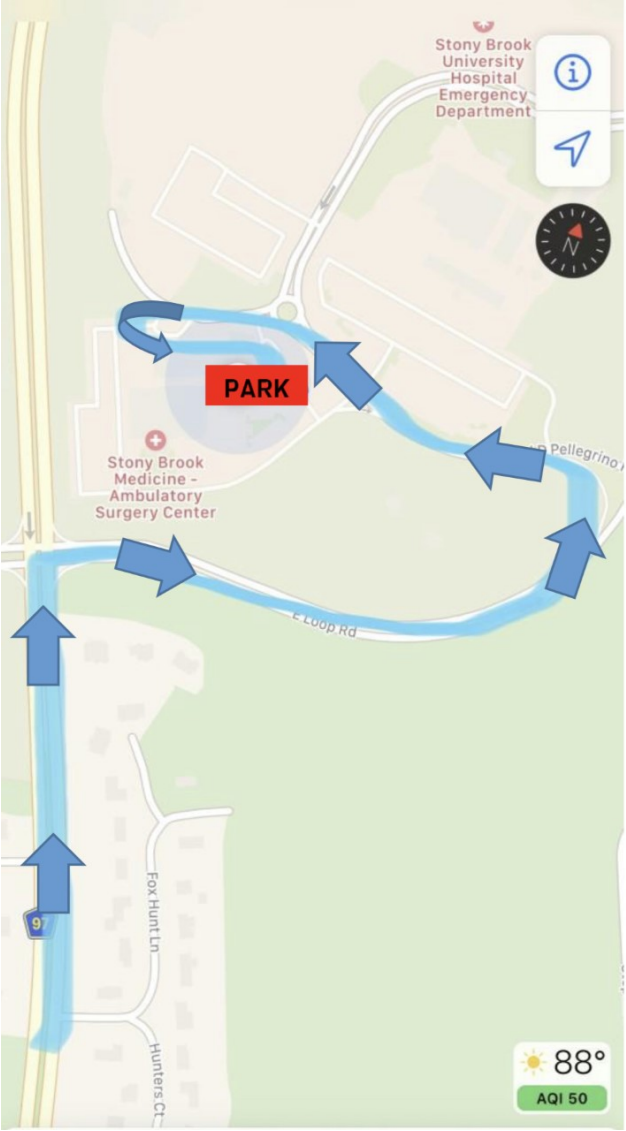 Stony Brook
University
Hospital
Emergency
Department
N
PARK
Stony Brook
Medicine -
Ambulatory
Surgery Center
Pellegrino
E Loop Rd
97
Fox Hunt Ln
Hunters Ct
88°
AQI 50